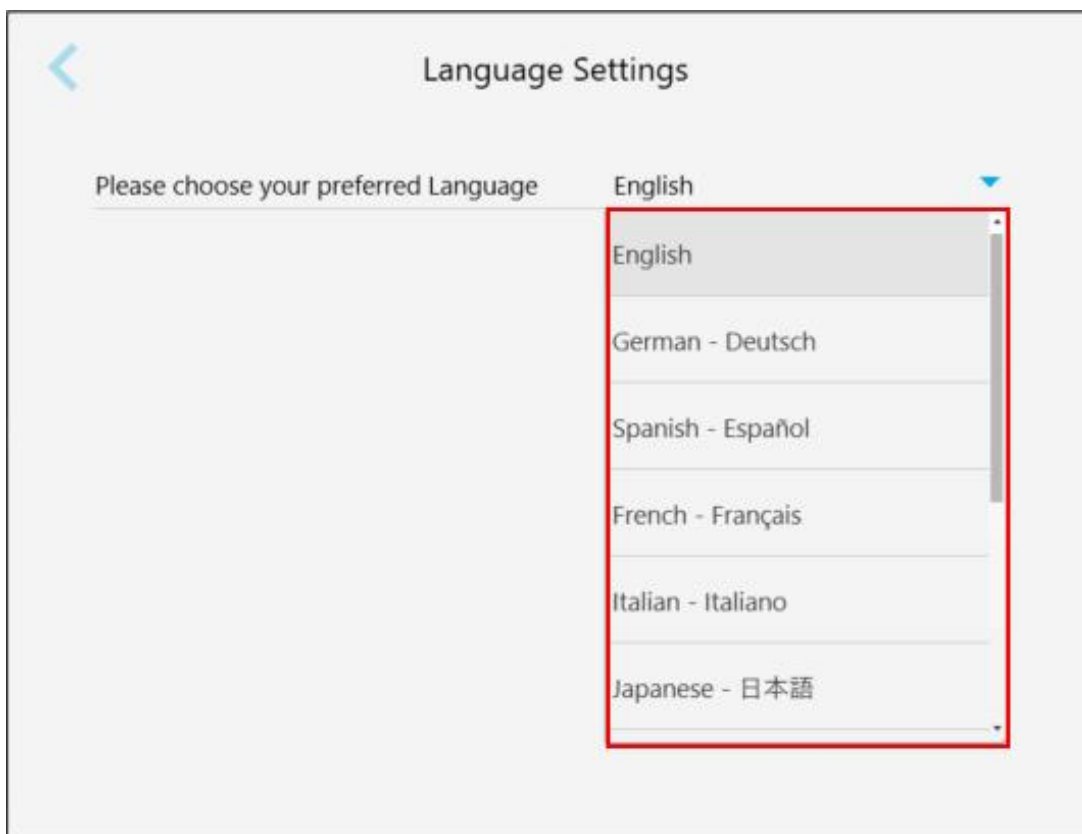 Language Settings
Please choose your preferred Language English
English
German - Deutsch
Spanish - Español
French - Français
Italian - Italiano
Japanese - 日本語